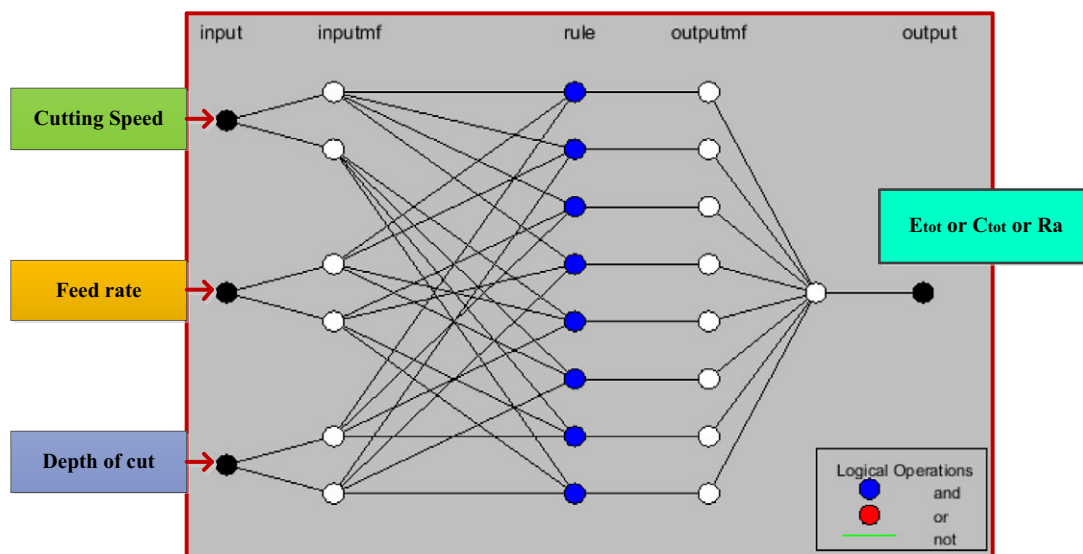 input
inputmf
rule
outputmf
output
Cutting Speed
Feed rate
Depth of cut
Etot or Ctot or Ra
Logical Operations
and
or
not